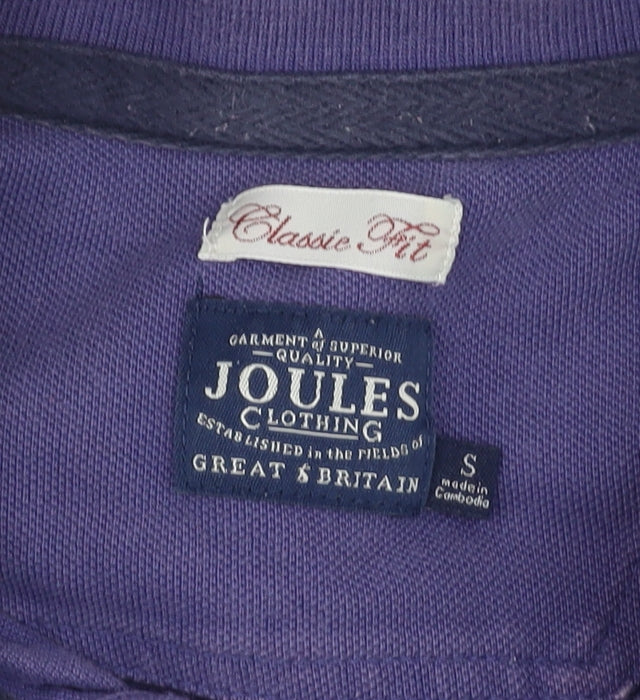 Classic Fit
A
GARMENT of SUPERIOR
QUALITY
JOULES
CLOTHING
ESTABLISHED in the FIELDS of
GREAT BRITAIN
S
made in
Cambodia